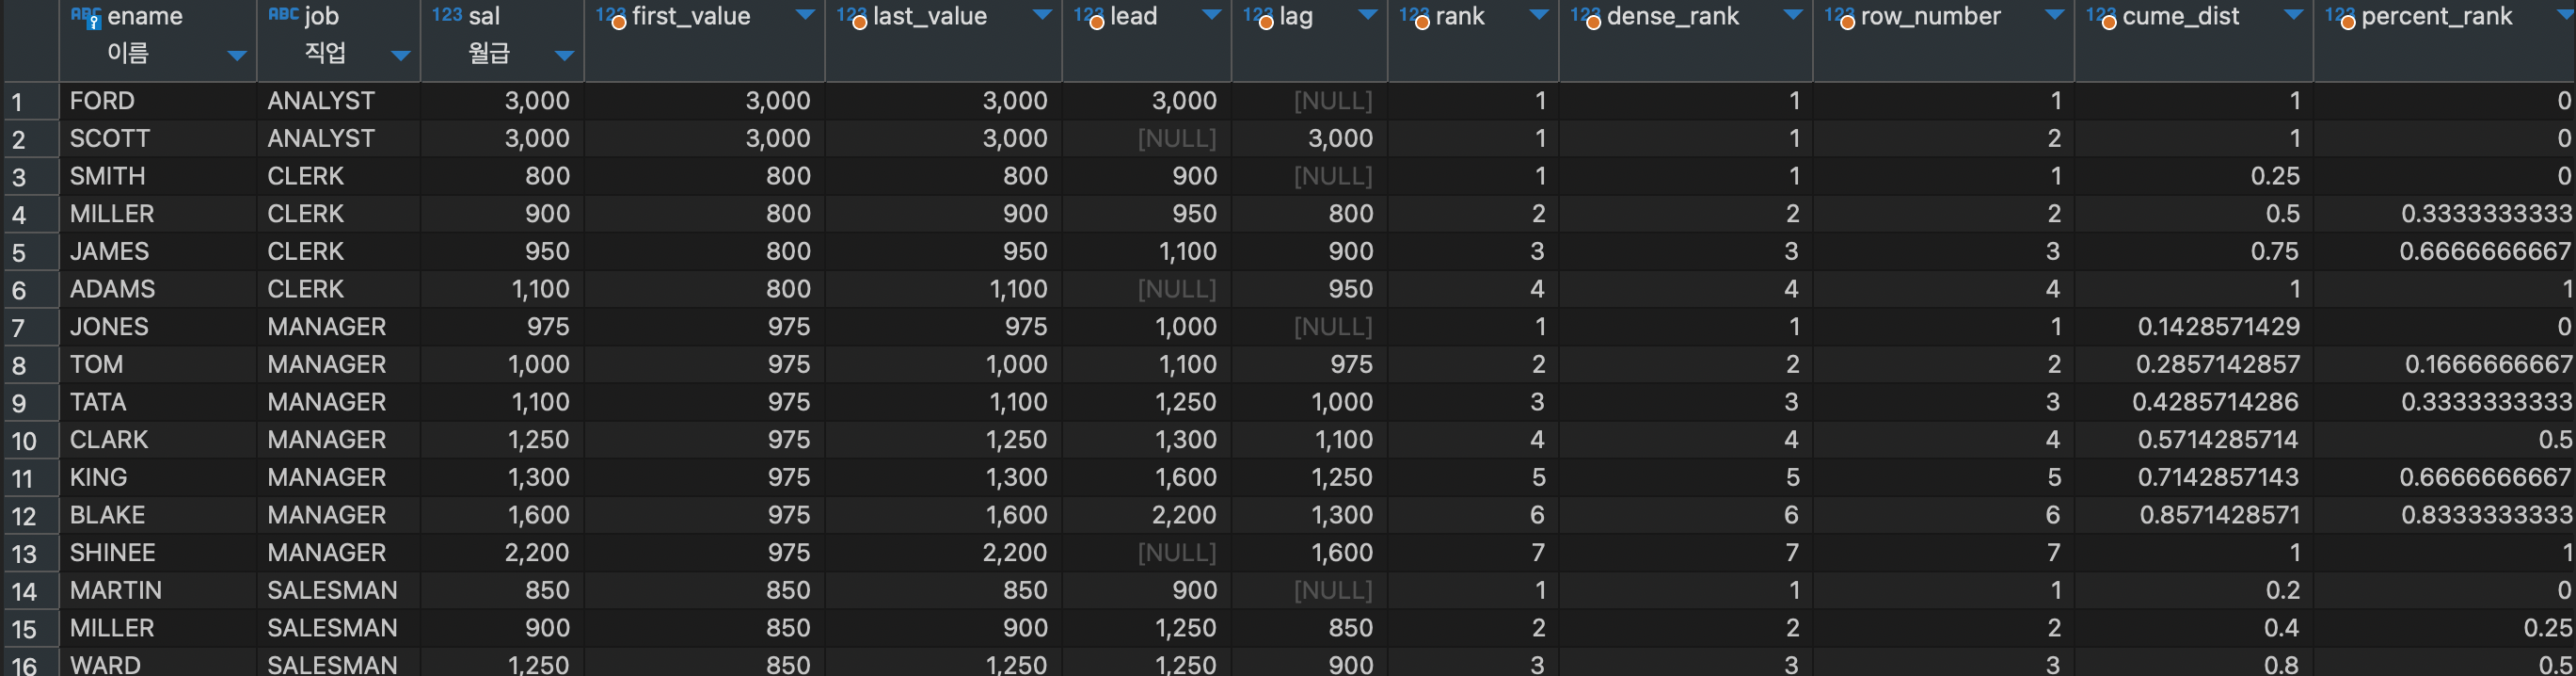 ABC ename 이름 ABC job 직업 123 sal 월급 123 first_value 123 last_value 123 lead 123 lag 123 rank 123 dense_rank 123 row_number 123 cume_dist 123 percent_rank
1 FORD ANALYST 3,000 3,000 3,000 3,000 [NULL] 1 1 1 1 0
2 SCOTT ANALYST 3,000 3,000 3,000 [NULL] 3,000 1 1 2 1 0
3 SMITH CLERK 800 800 800 900 [NULL] 1 1 1 0.25 0
4 MILLER CLERK 900 800 900 950 800 2 2 2 0.5 0.3333333333
5 JAMES CLERK 950 800 950 1,100 900 3 3 3 0.75 0.6666666667
6 ADAMS CLERK 1,100 800 1,100 [NULL] 950 4 4 4 1 1
7 JONES MANAGER 975 975 975 1,000 [NULL] 1 1 1 0.1428571429 0
8 TOM MANAGER 1,000 975 1,000 1,100 975 2 2 2 0.2857142857 0.1666666667
9 TATA MANAGER 1,100 975 1,100 1,250 1,000 3 3 3 0.4285714286 0.3333333333
10 CLARK MANAGER 1,250 975 1,250 1,300 1,100 4 4 4 0.5714285714 0.5
11 KING MANAGER 1,300 975 1,300 1,600 1,250 5 5 5 0.7142857143 0.6666666667
12 BLAKE MANAGER 1,600 975 1,600 2,200 1,300 6 6 6 0.8571428571 0.8333333333
13 SHINEE MANAGER 2,200 975 2,200 [NULL] 1,600 7 7 7 1 1
14 MARTIN SALESMAN 850 850 850 900 [NULL] 1 1 1 0.2 0
15 MILLER SALESMAN 900 850 900 1,250 850 2 2 2 0.4 0.25
16 WARD SALESMAN 1,250 850 1,250 1,250 900 3 3 3 0.8 0.5